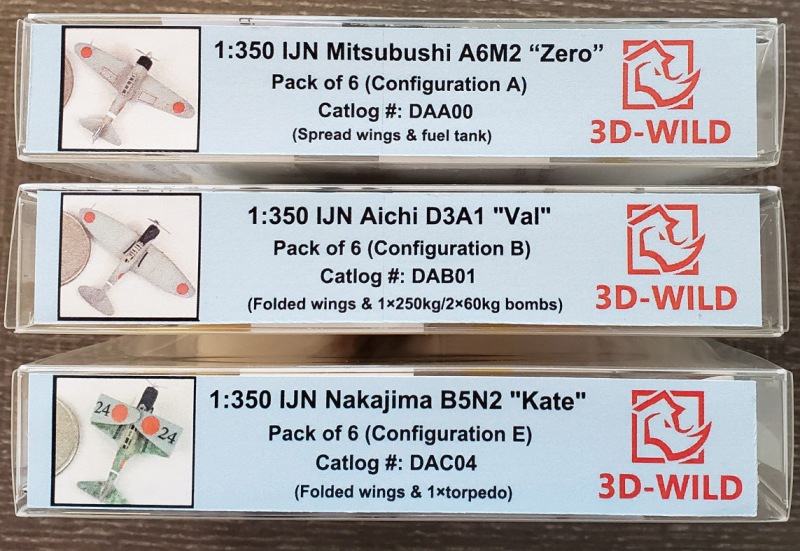 1:350 IJN Mitsubushi A6M2 “Zero”
Pack of 6 (Configuration A)
Catlog #: DAA00
(Spread wings & fuel tank)
3D-WILD
1:350 IJN Aichi D3A1 "Val"
Pack of 6 (Configuration B)
Catlog #: DAB01
(Folded wings & 1×250kg/2×60kg bombs)
3D-WILD
24
24
1:350 IJN Nakajima B5N2 "Kate"
Pack of 6 (Configuration E)
Catlog #: DAC04
(Folded wings & 1×torpedo)
3D-WILD